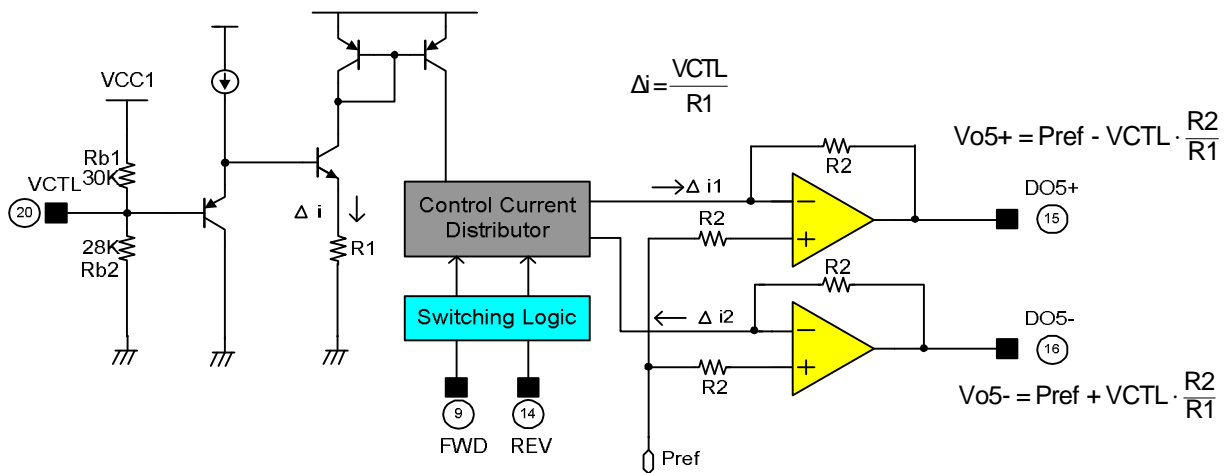 VCC1
Rb1
30K
VCTL
20
28K
Rb2
Δ i
R1
Δi = VCTL / R1
Control Current
Distributor
Switching Logic
9
FWD
14
REV
Δ i1
Δ i2
R2
R2
R2
R2
Pref
Vo5+ = Pref - VCTL · R2 / R1
DO5+
15
DO5-
16
Vo5- = Pref + VCTL · R2 / R1